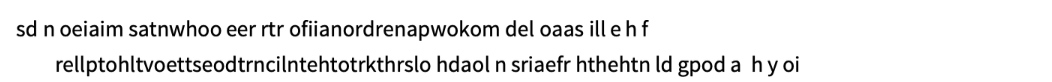 sd n oeiaim satnwhoo eer rtr ofiianordrenapwokom del oaas ill e h f
rellptohltvoettseodtrncilntehtotrkthrslo hdaol n sriaefr hthehtn ld gpod a h y oi